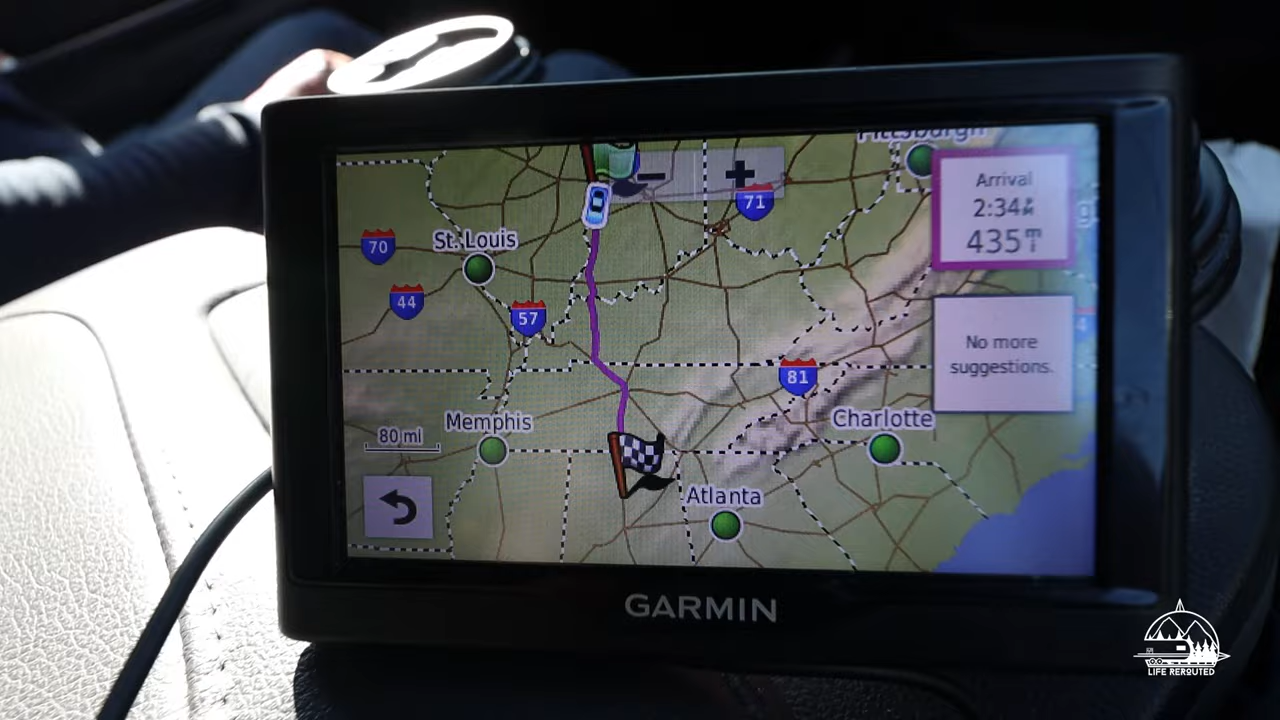 Pittsburgh
Arrival
2:34
435
71
70
St. Louis
44
57
No more
suggestions.
81
Memphis
Charlotte
80 mi
Atlanta
GARMIN
LIFE REROUTED